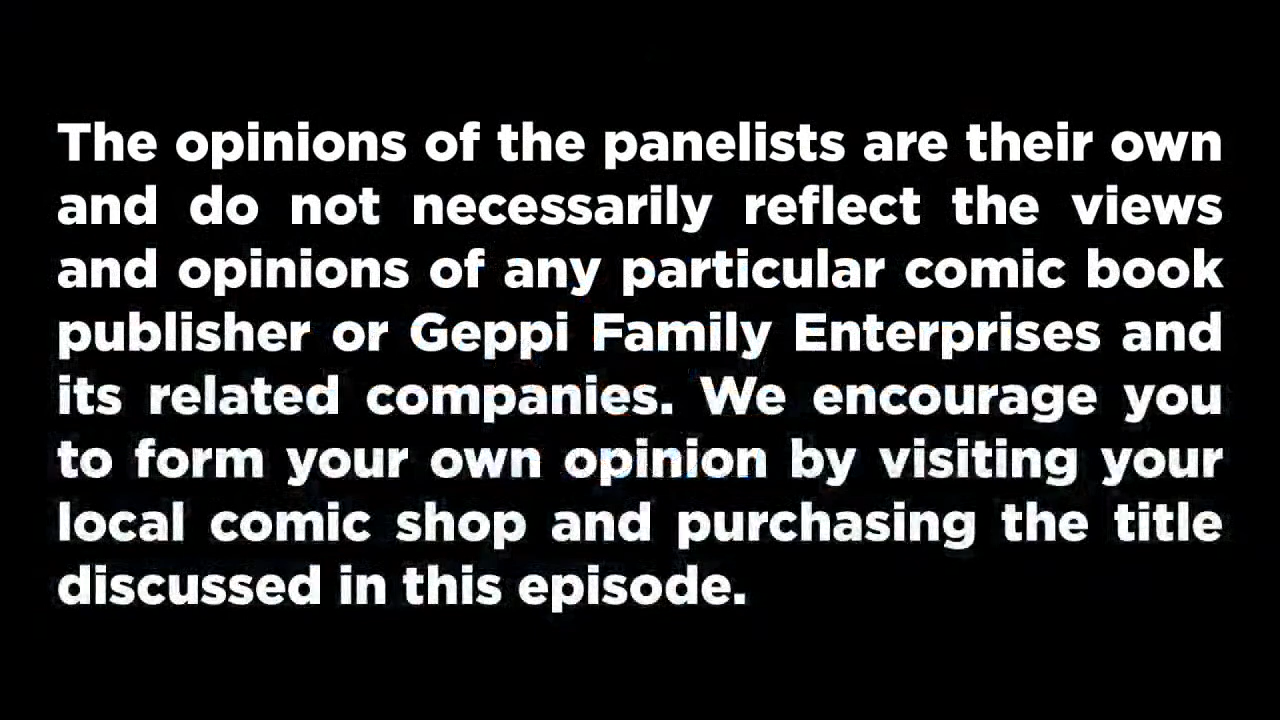 The opinions of the panelists are their own
and do not necessarily reflect the views
and opinions of any particular comic book
publisher or Geppi Family Enterprises and
its related companies. We encourage you
to form your own opinion by visiting your
local comic shop and purchasing the title
discussed in this episode.